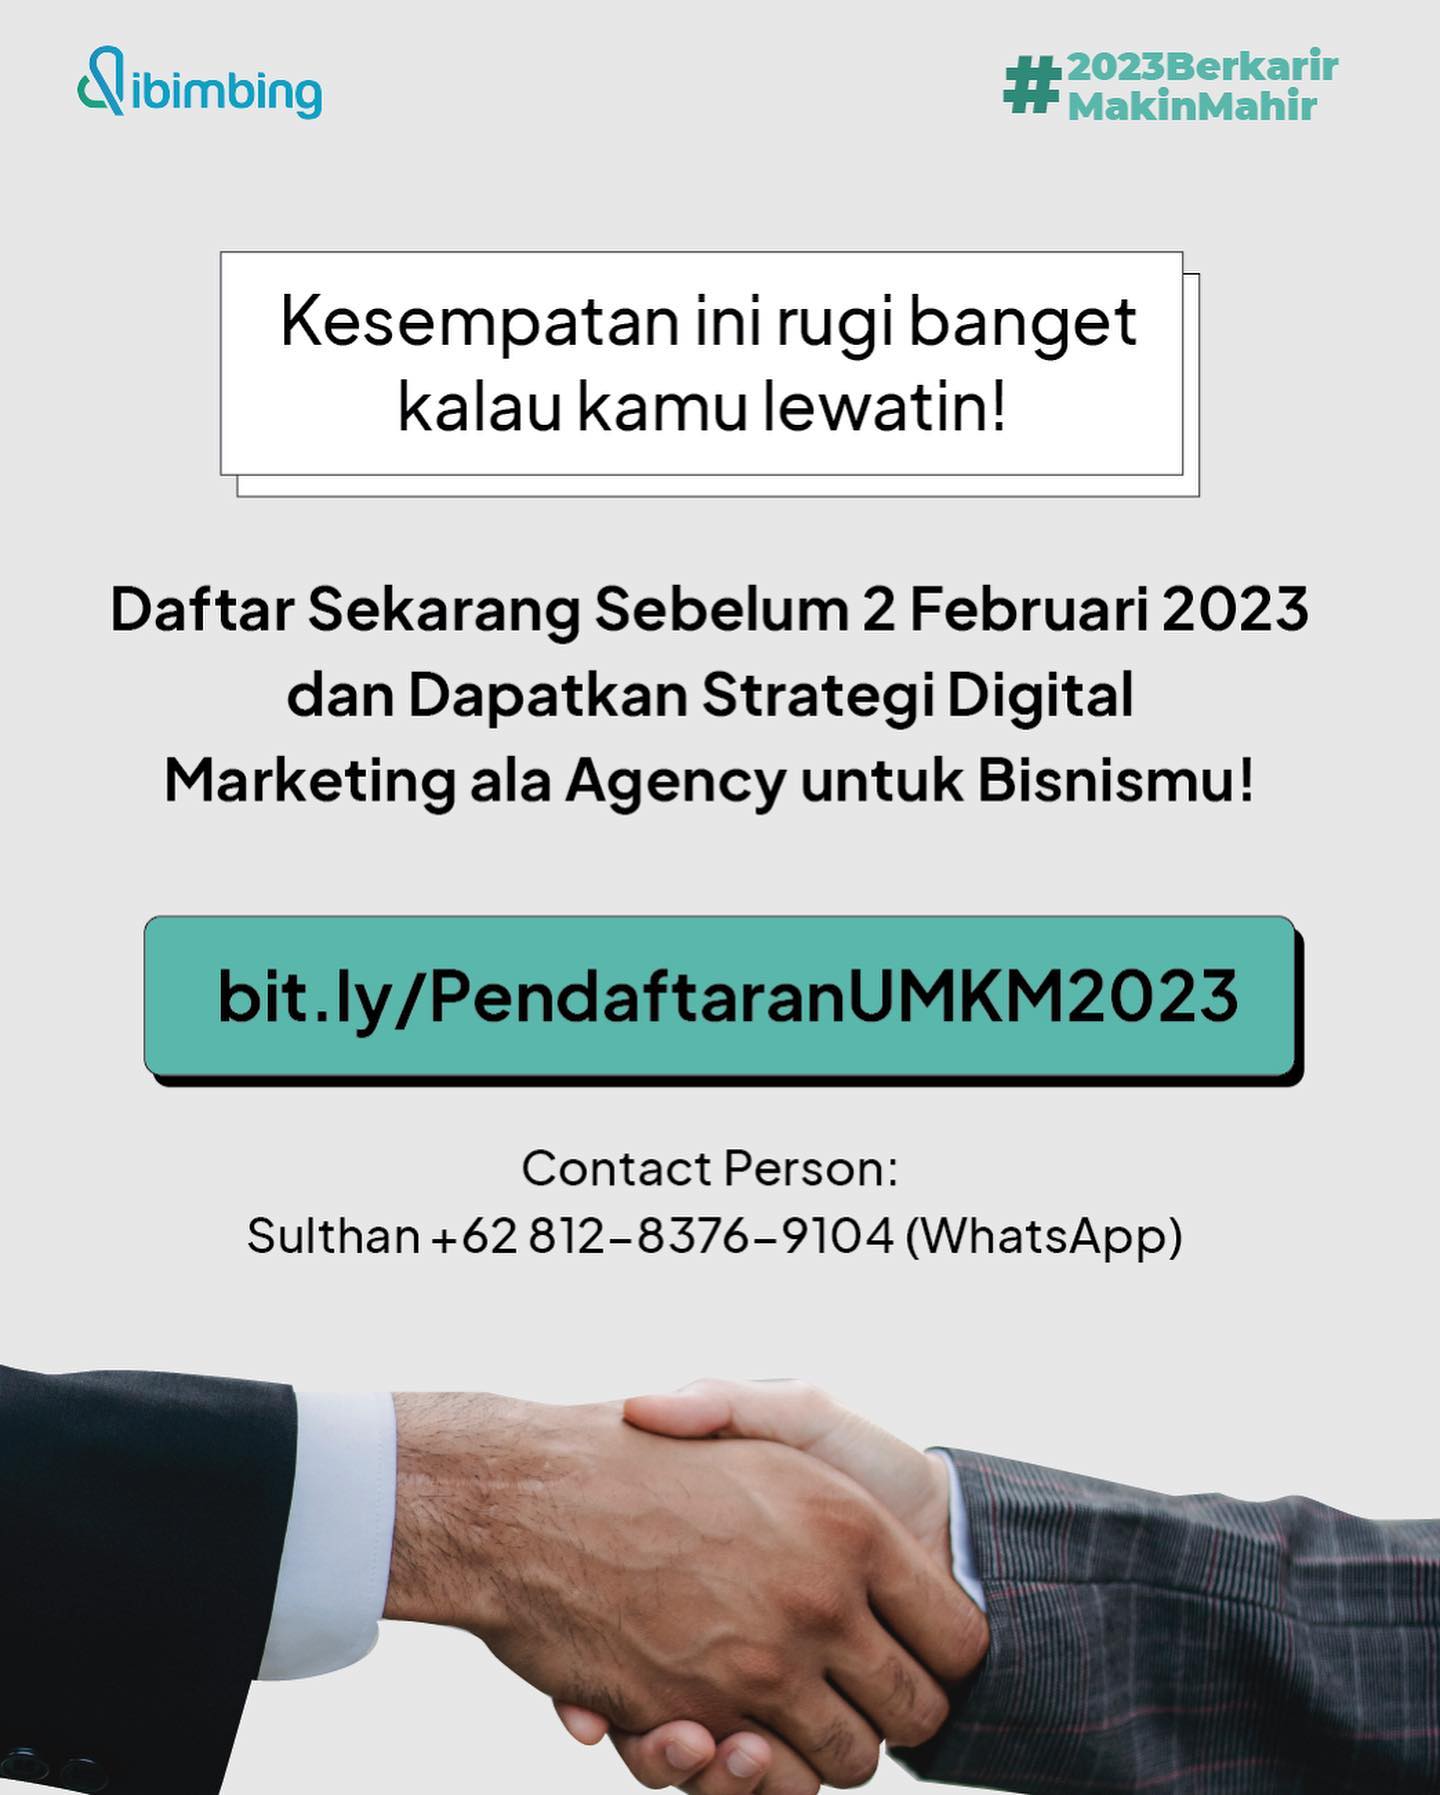 dibimbing
#2023Berkarir
MakinMahir
Kesempatan ini rugi banget
kalau kamu lewatin!
Daftar Sekarang Sebelum 2 Februari 2023
dan Dapatkan Strategi Digital
Marketing ala Agency untuk Bisnismu!
bit.ly/PendaftaranUMKM2023
Contact Person:
Sulthan +62 812-8376-9104 (WhatsApp)